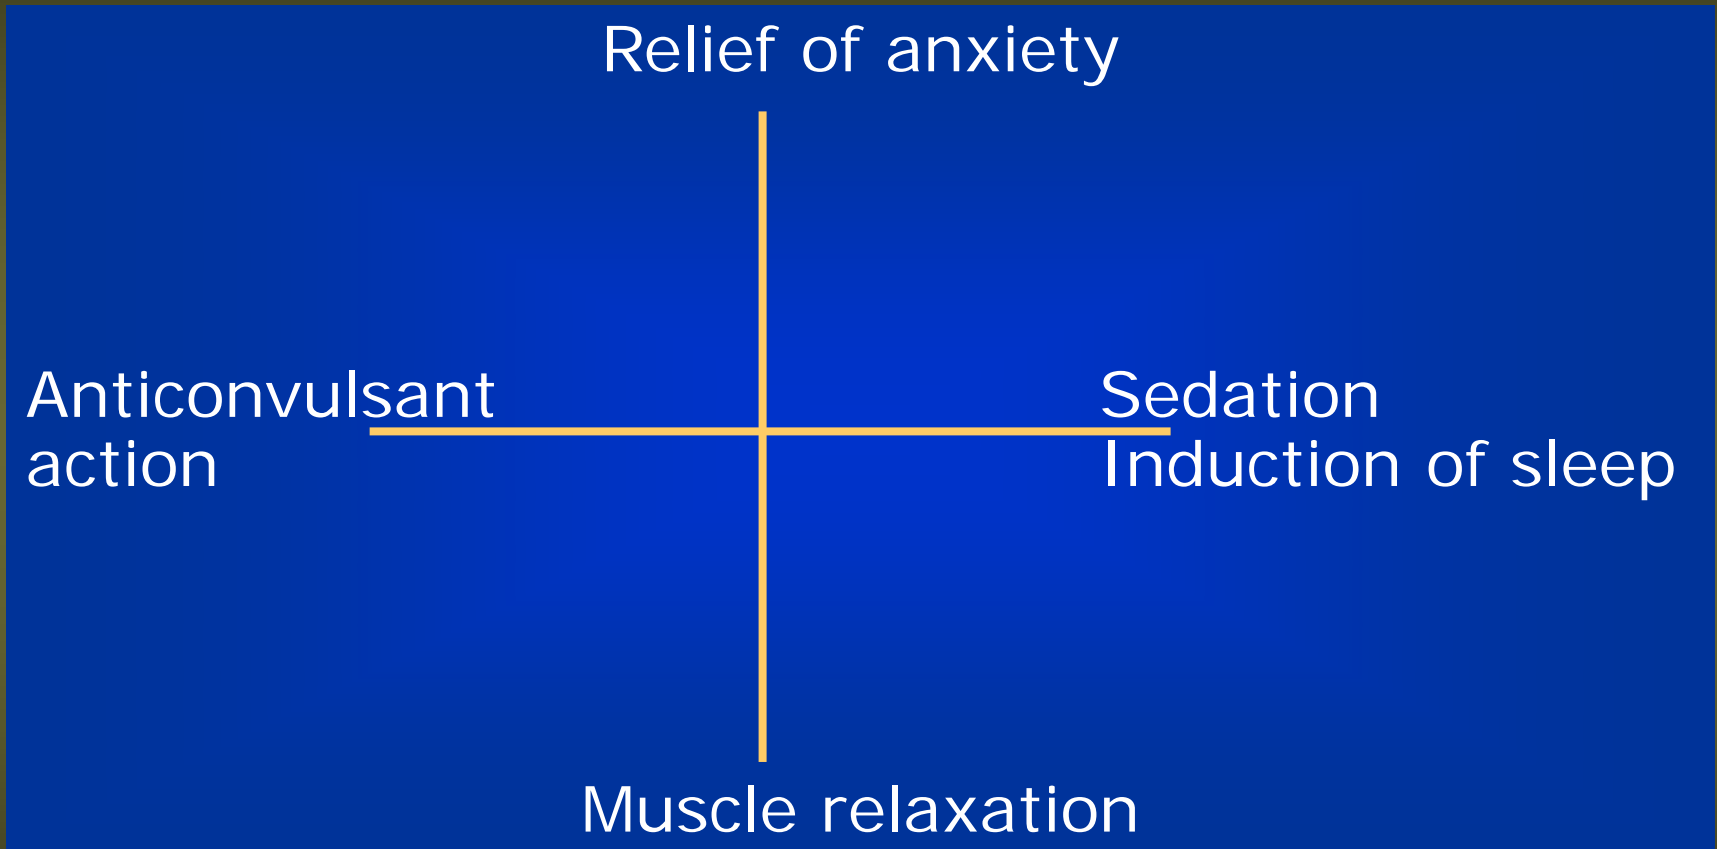 Relief of anxiety
Anticonvulsant
action
Sedation
Induction of sleep
Muscle relaxation